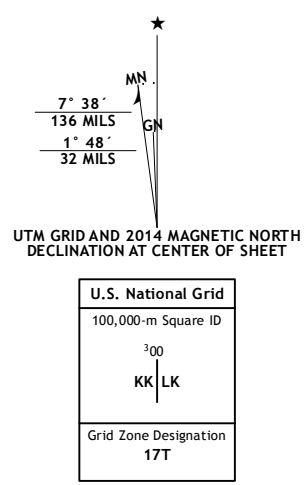 ★
MN
7° 38´
136 MILS
GN
1° 48´
32 MILS
UTM GRID AND 2014 MAGNETIC NORTH
DECLINATION AT CENTER OF SHEET
U.S. National Grid
100,000-m Square ID
³00
KK LK
Grid Zone Designation
17T